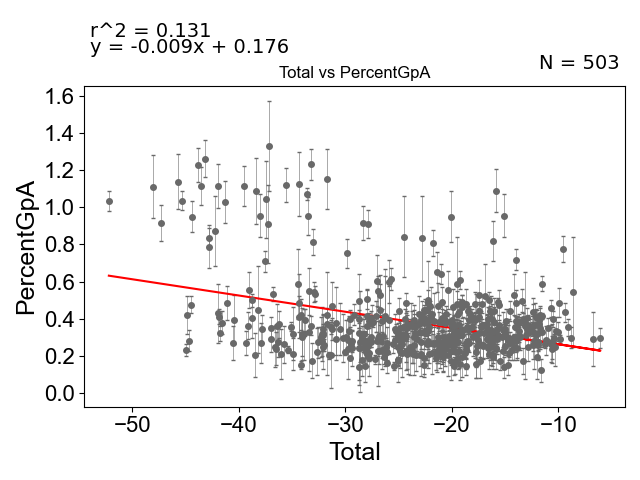 r^2 = 0.131
y = -0.009x + 0.176
N = 503
Total vs PercentGpA
1.6
1.4
1.2
1.0
0.8
0.6
0.4
0.2
0.0
PercentGpA
−50 −40 −30 −20 −10
Total